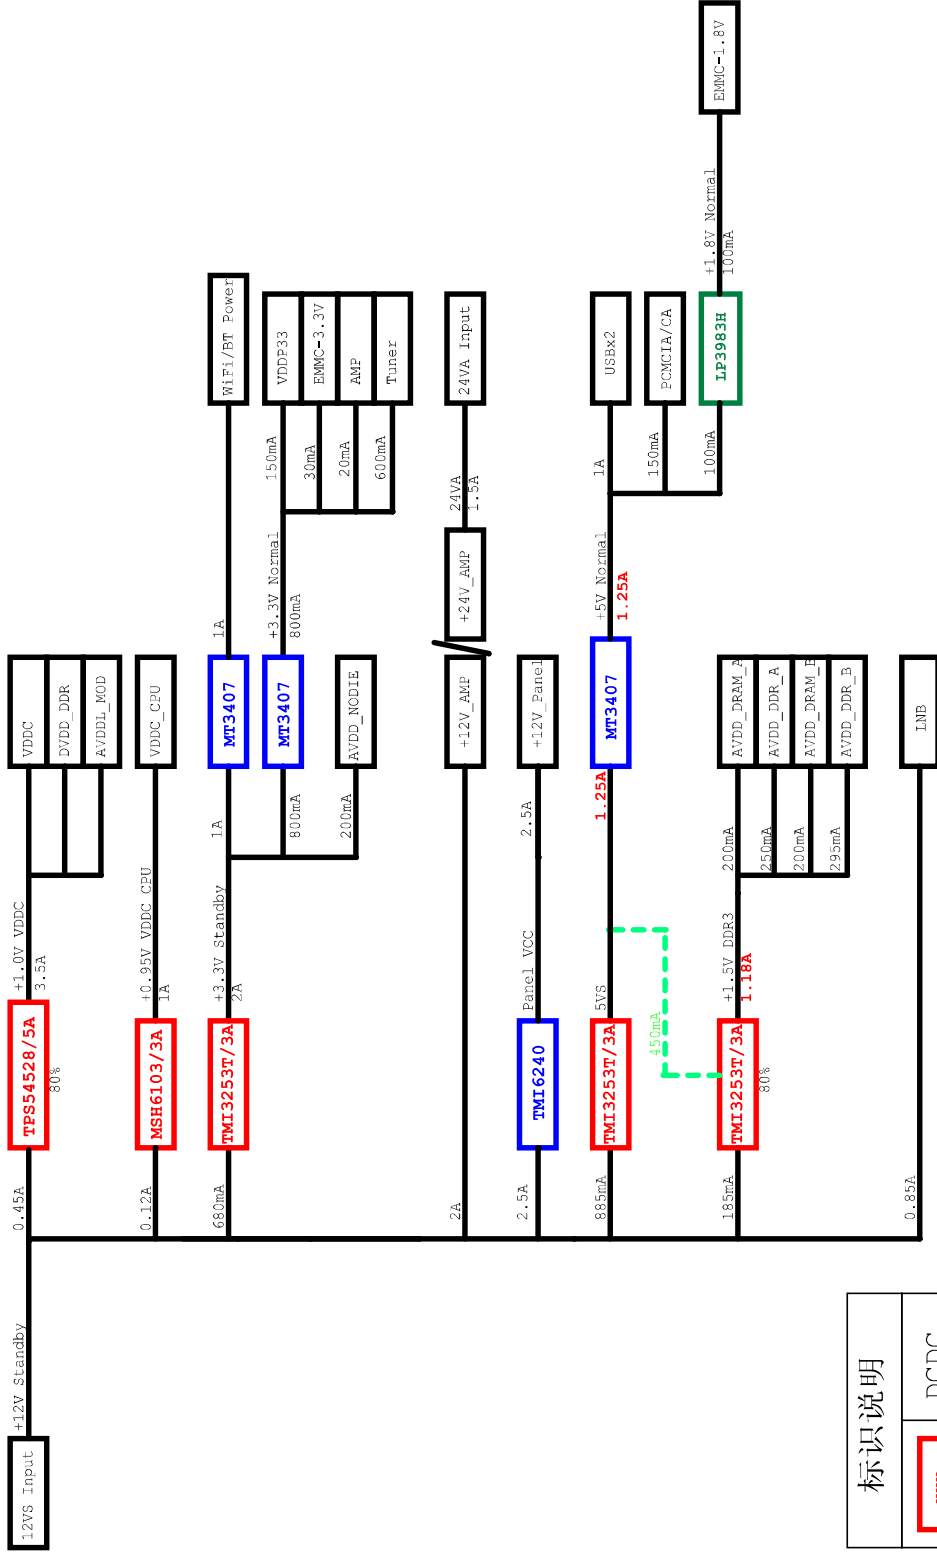 12VS Input
+12V Standby
0.45A
TPS54528/5A
80%
+1.0V VDDC
3.5A
VDDC
DVDD_DDR
AVDDL_MOD
0.12A
MSH6103/3A
+0.95V VDDC CPU
1A
VDDC_CPU
680mA
TMI3253T/3A
+3.3V Standby
2A
1A
MT3407
1A
WiFi/BT Power
800mA
MT3407
+3.3V Normal
800mA
150mA
VDDP33
30mA
EMMC-3.3V
20mA
AMP
600mA
Tuner
200mA
AVDD_NODIE
2A
+12V_AMP
+24V_AMP
24VA
1.5A
24VA Input
2.5A
TMI6240
Panel VCC
2.5A
+12V_Panel
885mA
TMI3253T/3A
5VS
1.25A
MT3407
+5V Normal
1.25A
1A
USBx2
150mA
PCMCIA/CA
100mA
LP3983H
+1.8V Normal
100mA
EMMC-1.8V
450mA
185mA
TMI3253T/3A
80%
+1.5V DDR3
1.18A
200mA
AVDD_DRAM_A
250mA
AVDD_DDR_A
200mA
AVDD_DRAM_B
295mA
AVDD_DDR_B
0.85A
LNB
标识说明
DCDC